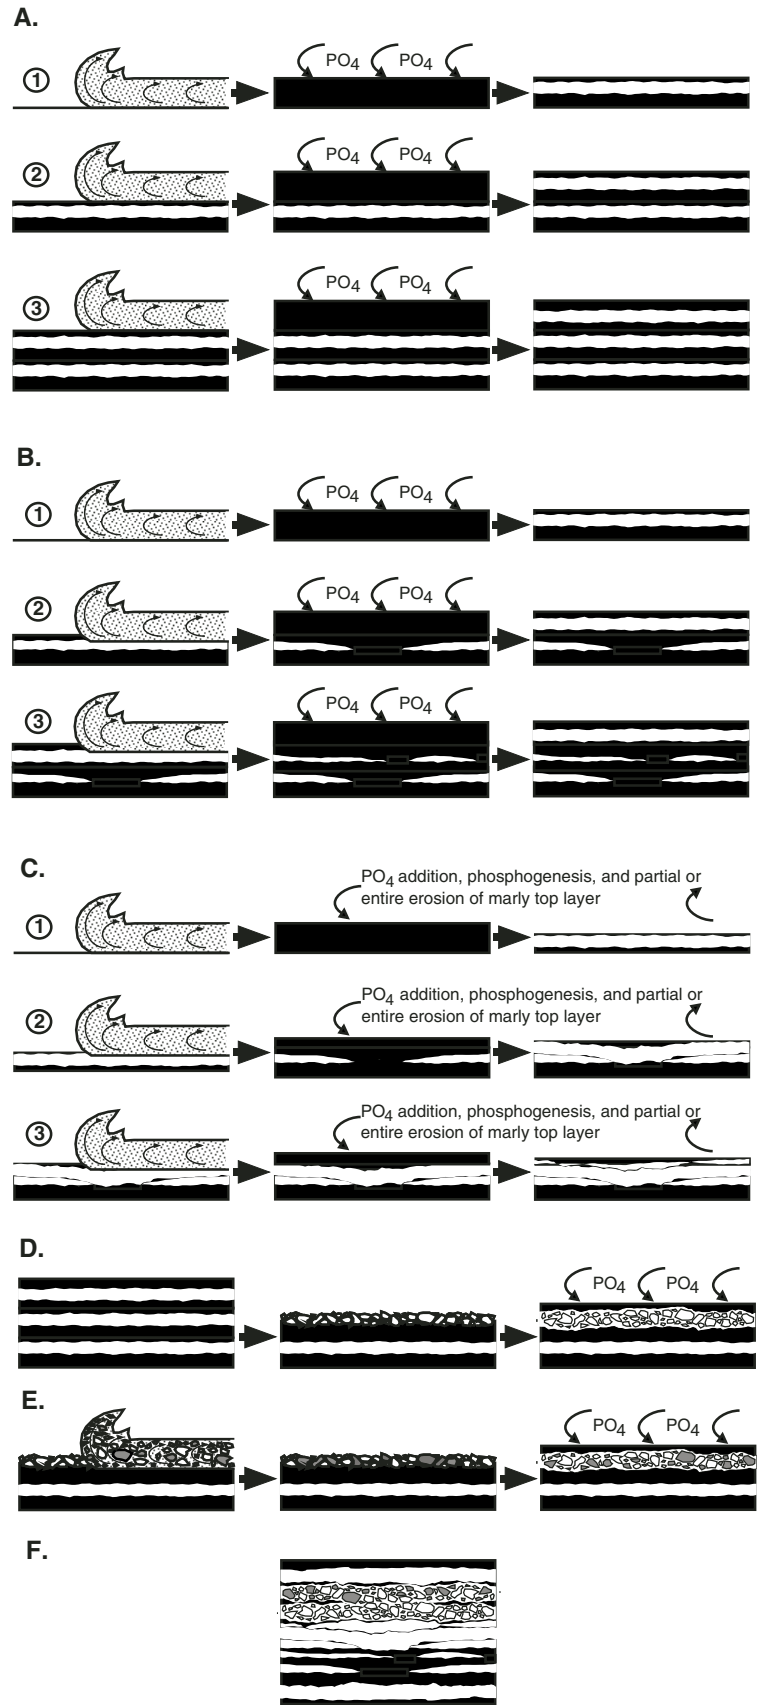 A.
1
PO4 PO4
2
PO4 PO4
3
PO4 PO4
B.
1
PO4 PO4
2
PO4 PO4
3
PO4 PO4
C.
PO4 addition, phosphogenesis, and partial or
entire erosion of marly top layer
1
PO4 addition, phosphogenesis, and partial or
entire erosion of marly top layer
2
PO4 addition, phosphogenesis, and partial or
entire erosion of marly top layer
3
D.
PO4 PO4
E.
PO4 PO4
F.